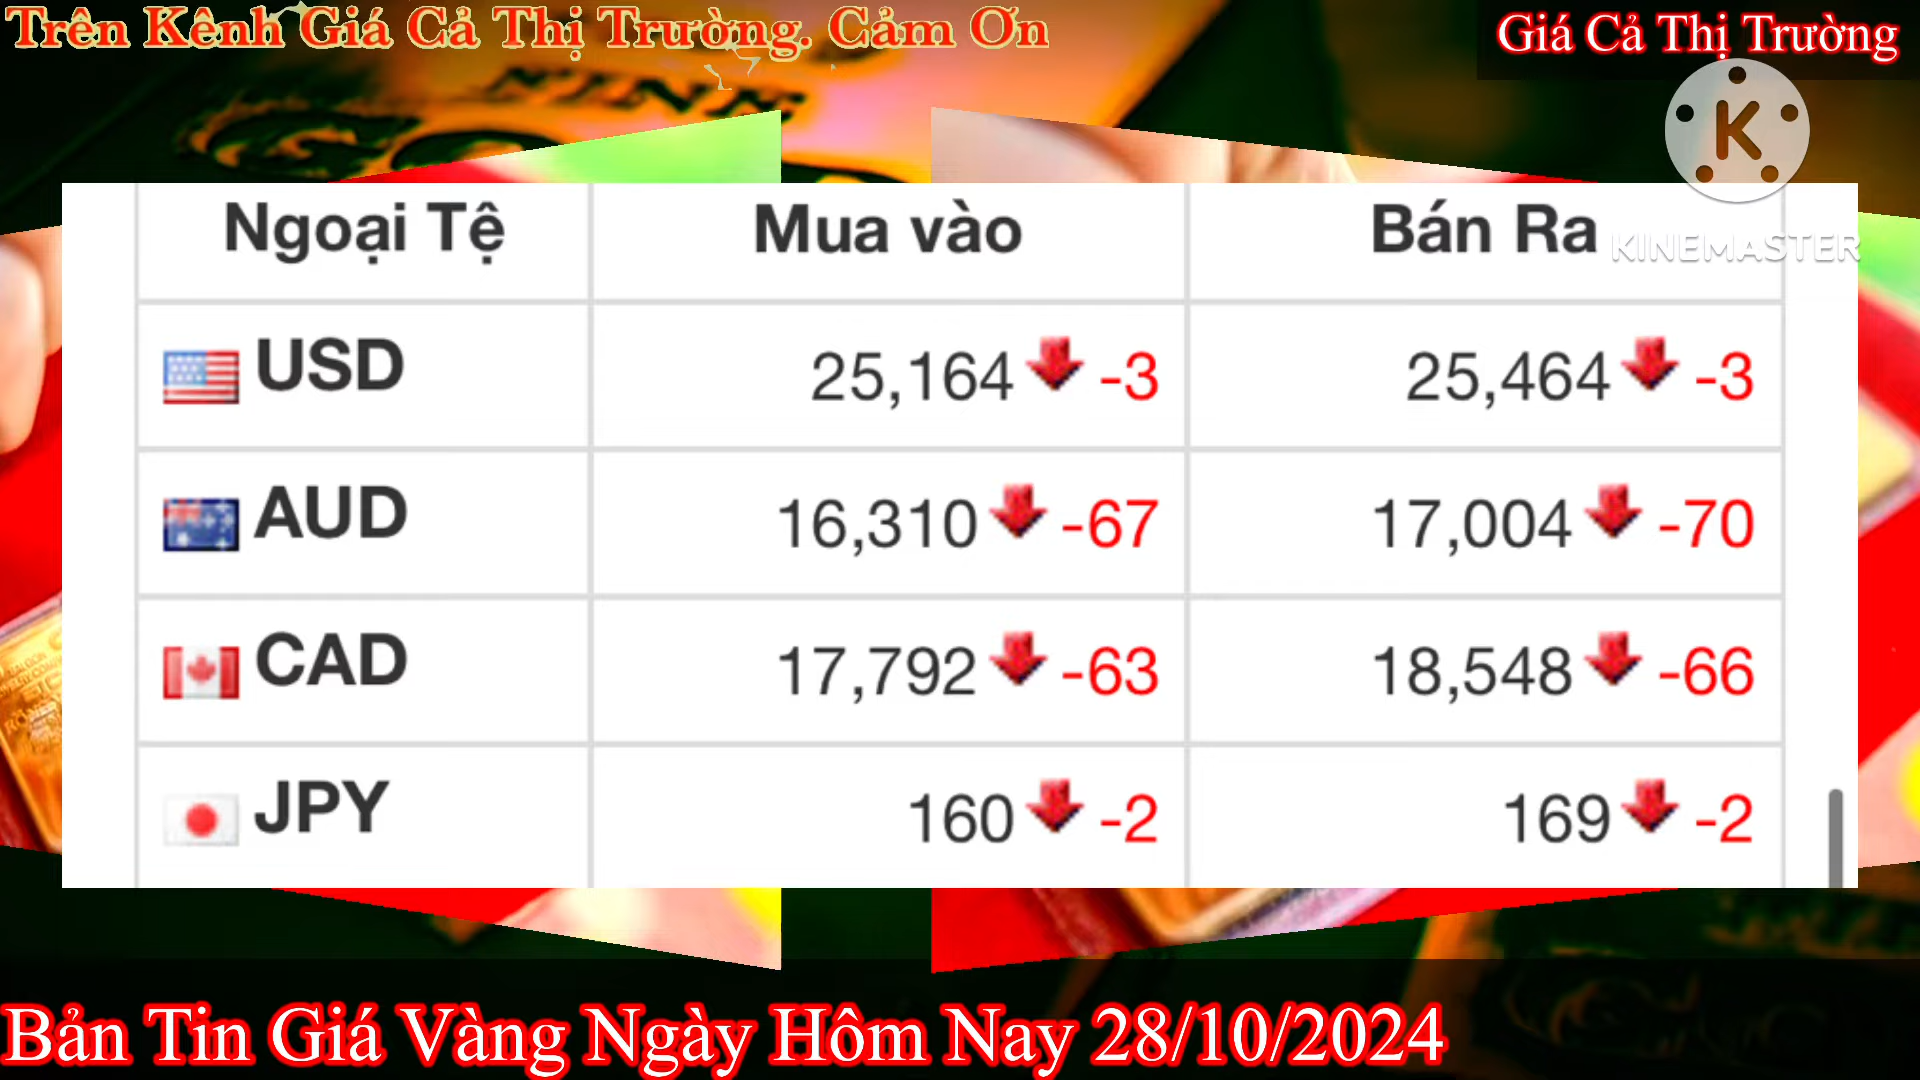 Trên Kênh Giá Cả Thị Trường. Cảm Ơn
Giá Cả Thị Trường
FINE
GO
K
KINEMASTER
Ngoại Tệ Mua vào Bán Ra
USD 25,164 -3 25,464 -3
AUD 16,310 -67 17,004 -70
CAD 17,792 -63 18,548 -66
JPY 160 -2 169 -2
Bản Tin Giá Vàng Ngày Hôm Nay 28/10/2024